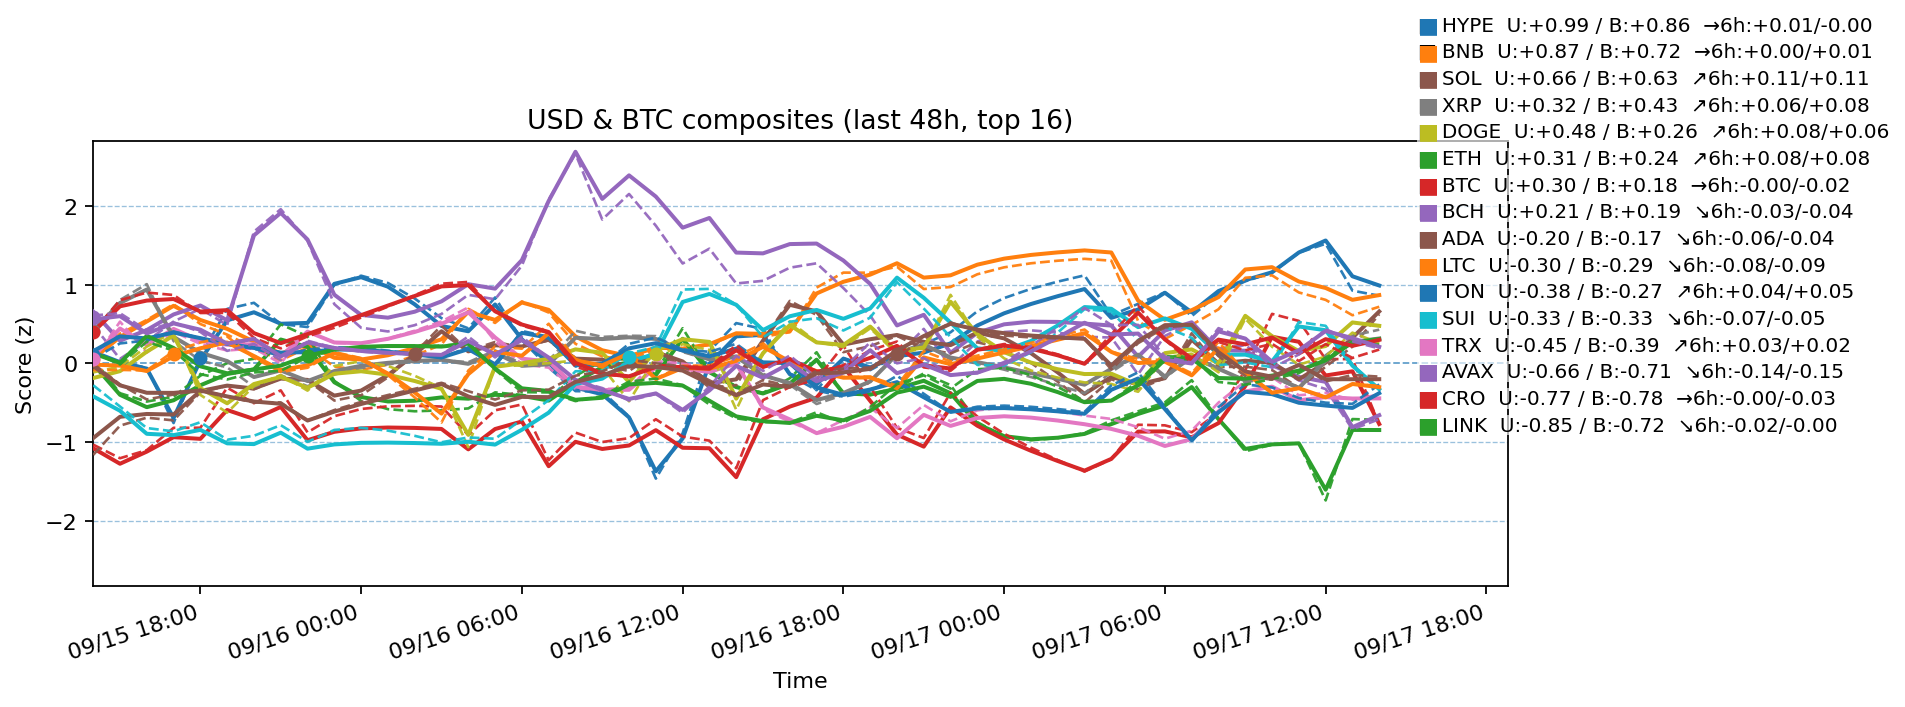 USD & BTC composites (last 48h, top 16)
HYPE U:+0.99 / B:+0.86 →6h:+0.01/-0.00
BNB U:+0.87 / B:+0.72 →6h:+0.00/+0.01
SOL U:+0.66 / B:+0.63 ↗6h:+0.11/+0.11
XRP U:+0.32 / B:+0.43 ↗6h:+0.06/+0.08
DOGE U:+0.48 / B:+0.26 ↗6h:+0.08/+0.06
ETH U:+0.31 / B:+0.24 ↗6h:+0.08/+0.08
BTC U:+0.30 / B:+0.18 →6h:-0.00/-0.02
BCH U:+0.21 / B:+0.19 ↘6h:-0.03/-0.04
ADA U:-0.20 / B:-0.17 ↘6h:-0.06/-0.04
LTC U:-0.30 / B:-0.29 ↘6h:-0.08/-0.09
TON U:-0.38 / B:-0.27 ↗6h:+0.04/+0.05
SUI U:-0.33 / B:-0.33 ↘6h:-0.07/-0.05
TRX U:-0.45 / B:-0.39 ↗6h:+0.03/+0.02
AVAX U:-0.66 / B:-0.71 ↘6h:-0.14/-0.15
CRO U:-0.77 / B:-0.78 →6h:-0.00/-0.03
LINK U:-0.85 / B:-0.72 ↘6h:-0.02/-0.00
Score (z)
2
1
0
−1
−2
09/15 18:00
09/16 00:00
09/16 06:00
09/16 12:00
09/16 18:00
09/17 00:00
09/17 06:00
09/17 12:00
09/17 18:00
Time